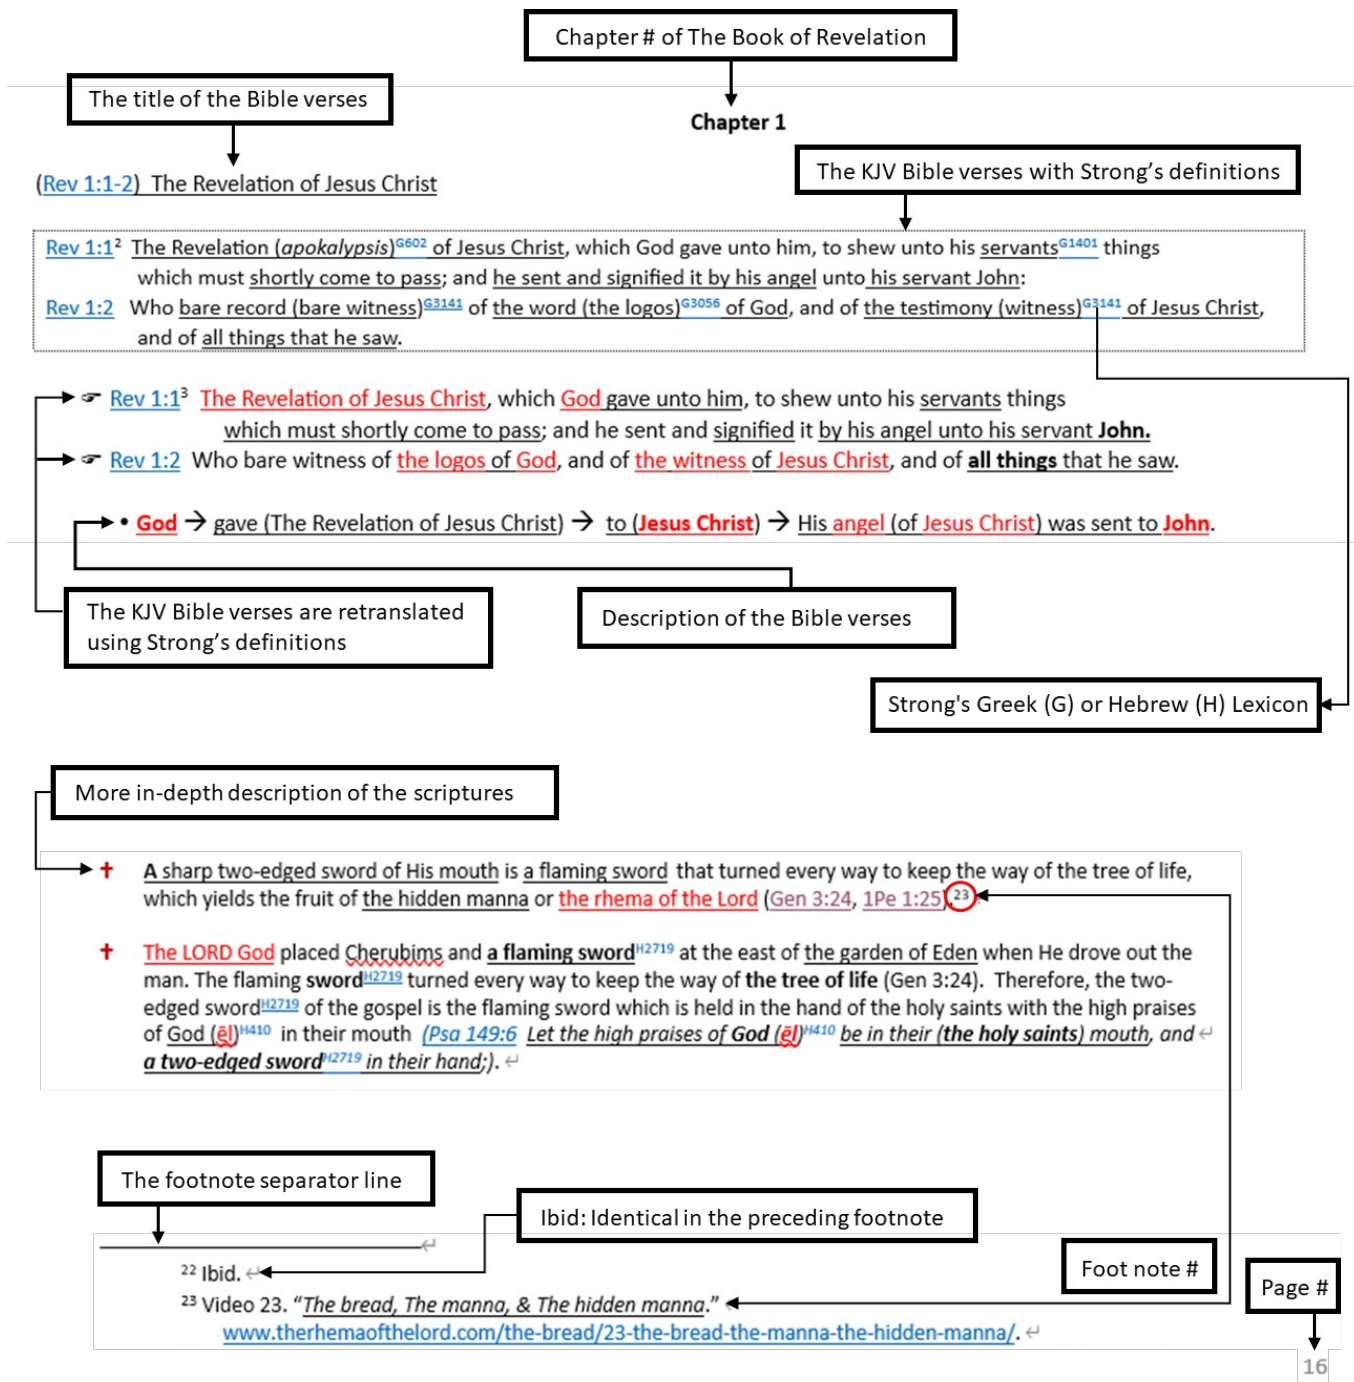 Chapter # of The Book of Revelation
The title of the Bible verses
Chapter 1
The KJV Bible verses with Strong's definitions
(Rev 1:1-2) The Revelation of Jesus Christ
Rev 1:1² The Revelation (apokalypsis)G602 of Jesus Christ, which God gave unto him, to shew unto his servantsG1401 things
which must shortly come to pass; and he sent and signified it by his angel unto his servant John:
Rev 1:2 Who bare record (bare witness)G3141 of the word (the logos)G3056 of God, and of the testimony (witness)G3141 of Jesus Christ,
and of all things that he saw.
☞ Rev 1:1³ The Revelation of Jesus Christ, which God gave unto him, to shew unto his servants things
which must shortly come to pass; and he sent and signified it by his angel unto his servant John.
☞ Rev 1:2 Who bare witness of the logos of God, and of the witness of Jesus Christ, and of all things that he saw.
• God → gave (The Revelation of Jesus Christ) → to (Jesus Christ) → His angel (of Jesus Christ) was sent to John.
The KJV Bible verses are retranslated
using Strong's definitions
Description of the Bible verses
Strong's Greek (G) or Hebrew (H) Lexicon
More in-depth description of the scriptures
✝ A sharp two-edged sword of His mouth is a flaming sword that turned every way to keep the way of the tree of life,
which yields the fruit of the hidden manna or the rhema of the Lord (Gen 3:24, 1Pe 1:25).²³
✝ The LORD God placed Cherubims and a flaming swordH2719 at the east of the garden of Eden when He drove out the
man. The flaming swordH2719 turned every way to keep the way of the tree of life (Gen 3:24). Therefore, the two-
edged swordH2719 of the gospel is the flaming sword which is held in the hand of the holy saints with the high praises
of God (ēl)H410 in their mouth (Psa 149:6 Let the high praises of God (ēl)H410 be in their (the holy saints) mouth, and ↵
a two-edged swordH2719 in their hand;). ↵
The footnote separator line
Ibid: Identical in the preceding footnote
²² Ibid. ↵
Foot note #
Page #
²³ Video 23. “The bread, The manna, & The hidden manna.”
www.therhemaofthelord.com/the-bread/23-the-bread-the-manna-the-hidden-manna/. ↵
16